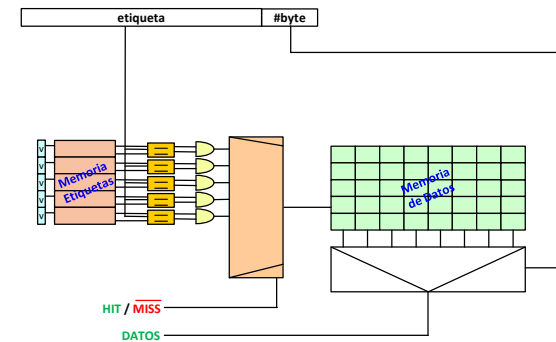 etiqueta #byte
V
V
V
V
V
Memoria
Etiquetas
Memoria
de Datos
HIT / MISS
DATOS